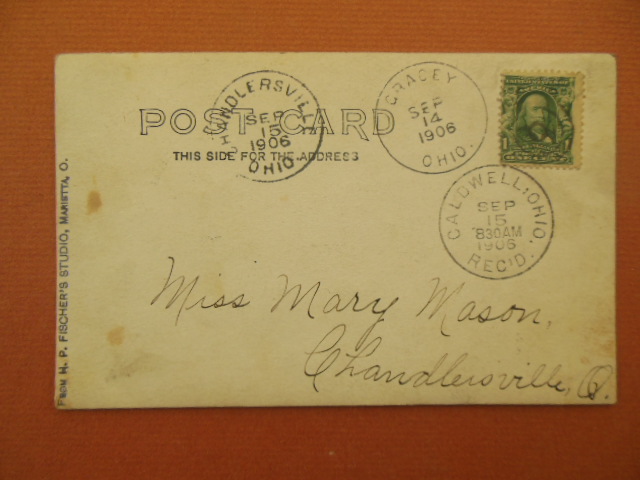 CHANDLERSVILLE
SEP
15
1906
OHIO
GRACEY
SEP
14
1906
OHIO.
POST CARD
THIS SIDE FOR THE ADDRESS
CALDWELL, OHIO.
SEP
15
830AM
1906
REC'D.
Miss Mary Mason,
Chandlersville, O.
FROM H. P. FISCHER'S STUDIO, MARIETTA, O.